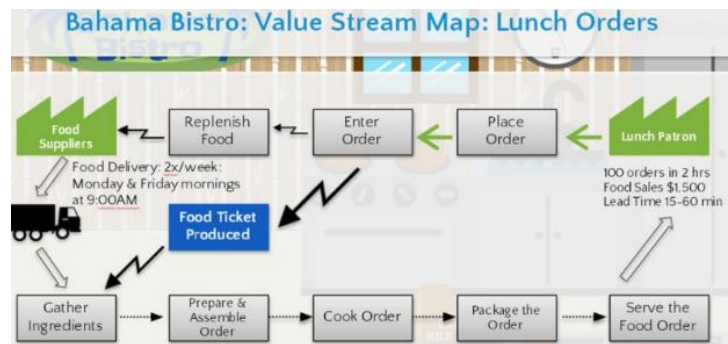 Bahama Bistro: Value Stream Map: Lunch Orders
Bistro
Food
Suppliers
Replenish
Food
Enter
Order
Place
Order
Lunch Patron
Food Delivery: 2x/week:
Monday & Friday mornings
at 9:00AM
100 orders in 2 hrs
Food Sales $1,500
Lead Time 15-60 min
Food Ticket
Produced
Gather
Ingredients
Prepare &
Assemble
Order
Cook Order
Package the
Order
Serve the
Food Order